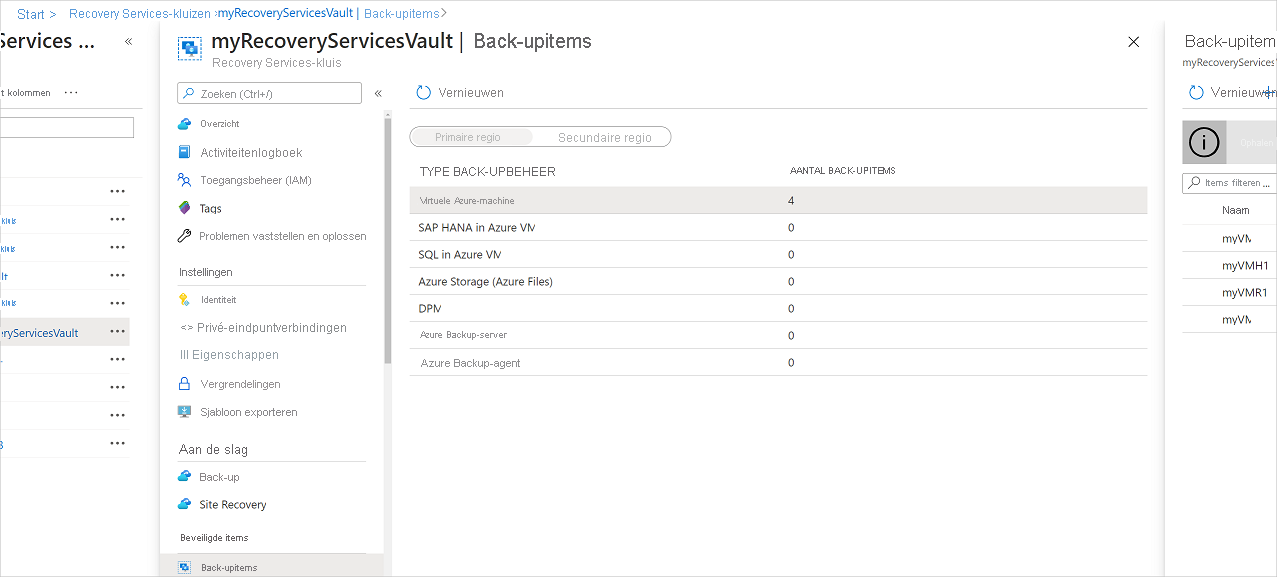 Start > Recovery Services-kluizen > myRecoveryServicesVault | Back-upitems >
Services ... «
t kolommen ...
kluis
kluis
lt
kluis
ryServicesVault
myRecoveryServicesVault | Back-upitems
Recovery Services-kluis
Zoeken (Ctrl+/) «
Overzicht
Activiteitenlogboek
Toegangsbeheer (IAM)
Tags
Problemen vaststellen en oplossen
Instellingen
Identiteit
<> Privé-eindpuntverbindingen
Eigenschappen
Vergrendelingen
Sjabloon exporteren
Aan de slag
Back-up
Site Recovery
Beveiligde items
Back-upitems
Vernieuwen
Primaire regio Secundaire regio
TYPE BACK-UPBEHEER AANTAL BACK-UPITEMS
Virtuele Azure-machine 4
SAP HANA in Azure VM 0
SQL in Azure VM 0
Azure Storage (Azure Files) 0
DPM 0
Azure Backup-server 0
Azure Backup-agent 0
Back-upitem
myRecoveryServices
Vernieuwen
Items filteren ...
Naam
myVM
myVMH1
myVMR1
myVM